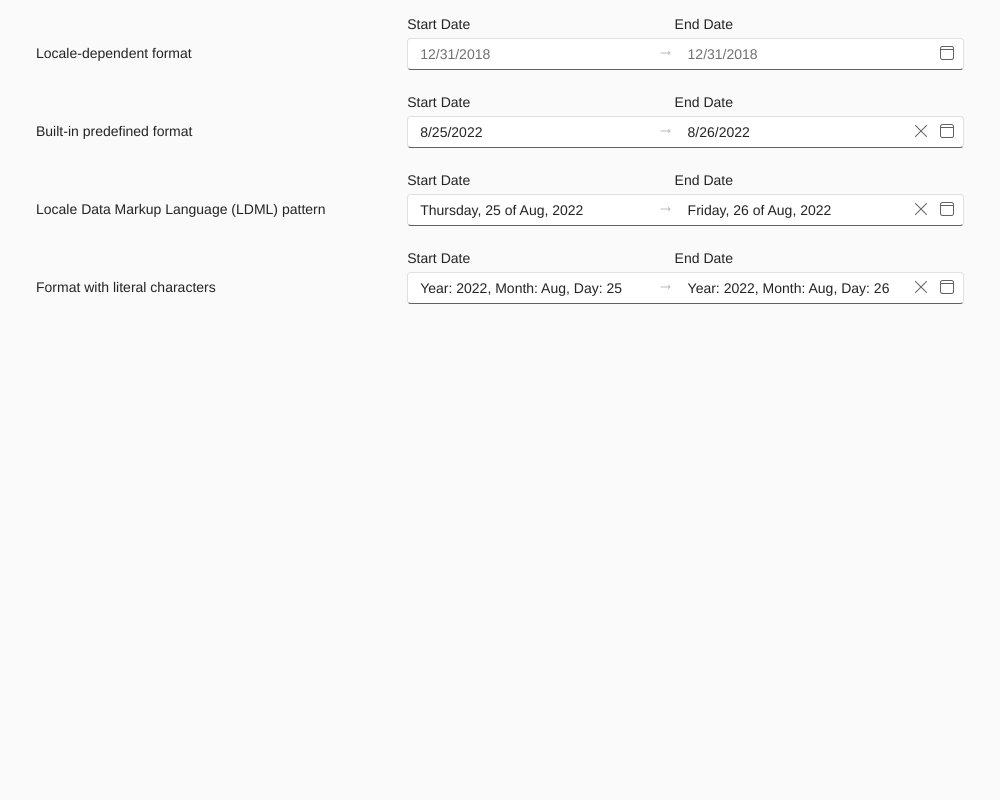 Start Date End Date
Locale-dependent format 12/31/2018 → 12/31/2018
Start Date End Date
Built-in predefined format 8/25/2022 → 8/26/2022
Start Date End Date
Locale Data Markup Language (LDML) pattern Thursday, 25 of Aug, 2022 → Friday, 26 of Aug, 2022
Start Date End Date
Format with literal characters Year: 2022, Month: Aug, Day: 25 → Year: 2022, Month: Aug, Day: 26